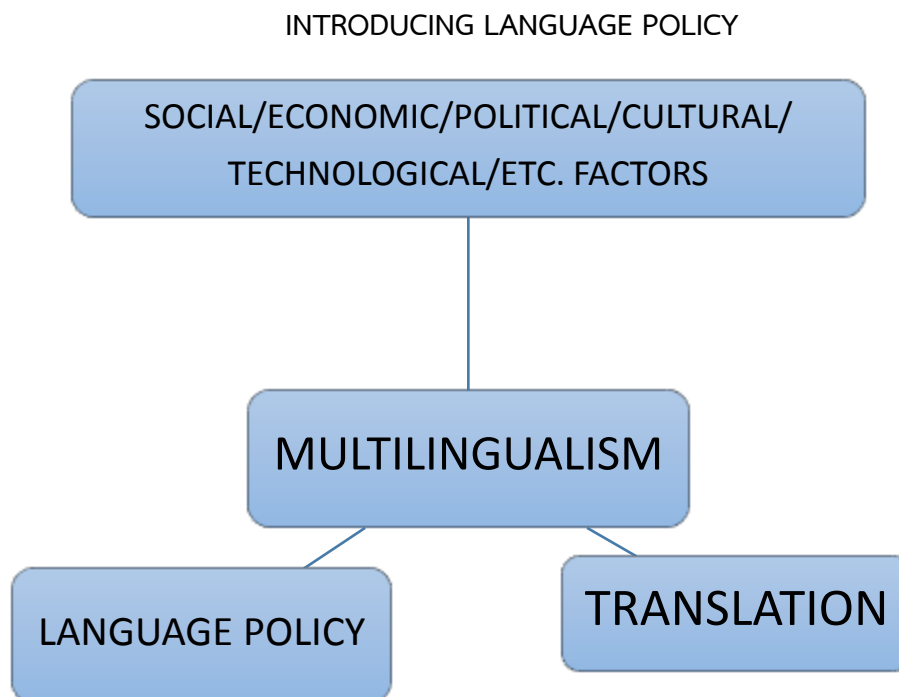 INTRODUCING LANGUAGE POLICY
SOCIAL/ECONOMIC/POLITICAL/CULTURAL/
TECHNOLOGICAL/ETC. FACTORS
MULTILINGUALISM
LANGUAGE POLICY
TRANSLATION